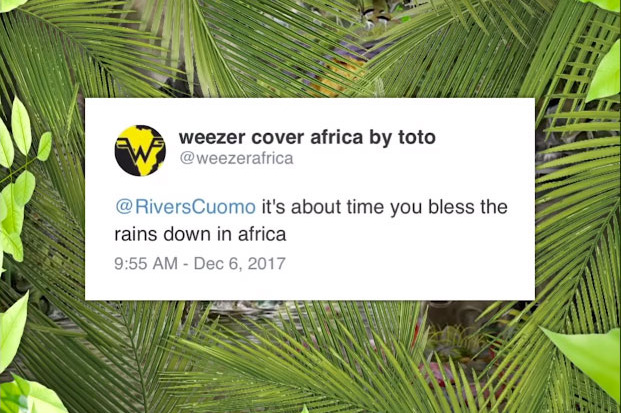 weezer cover africa by toto
@weezerafrica
@RiversCuomo it's about time you bless the
rains down in africa
9:55 AM - Dec 6, 2017